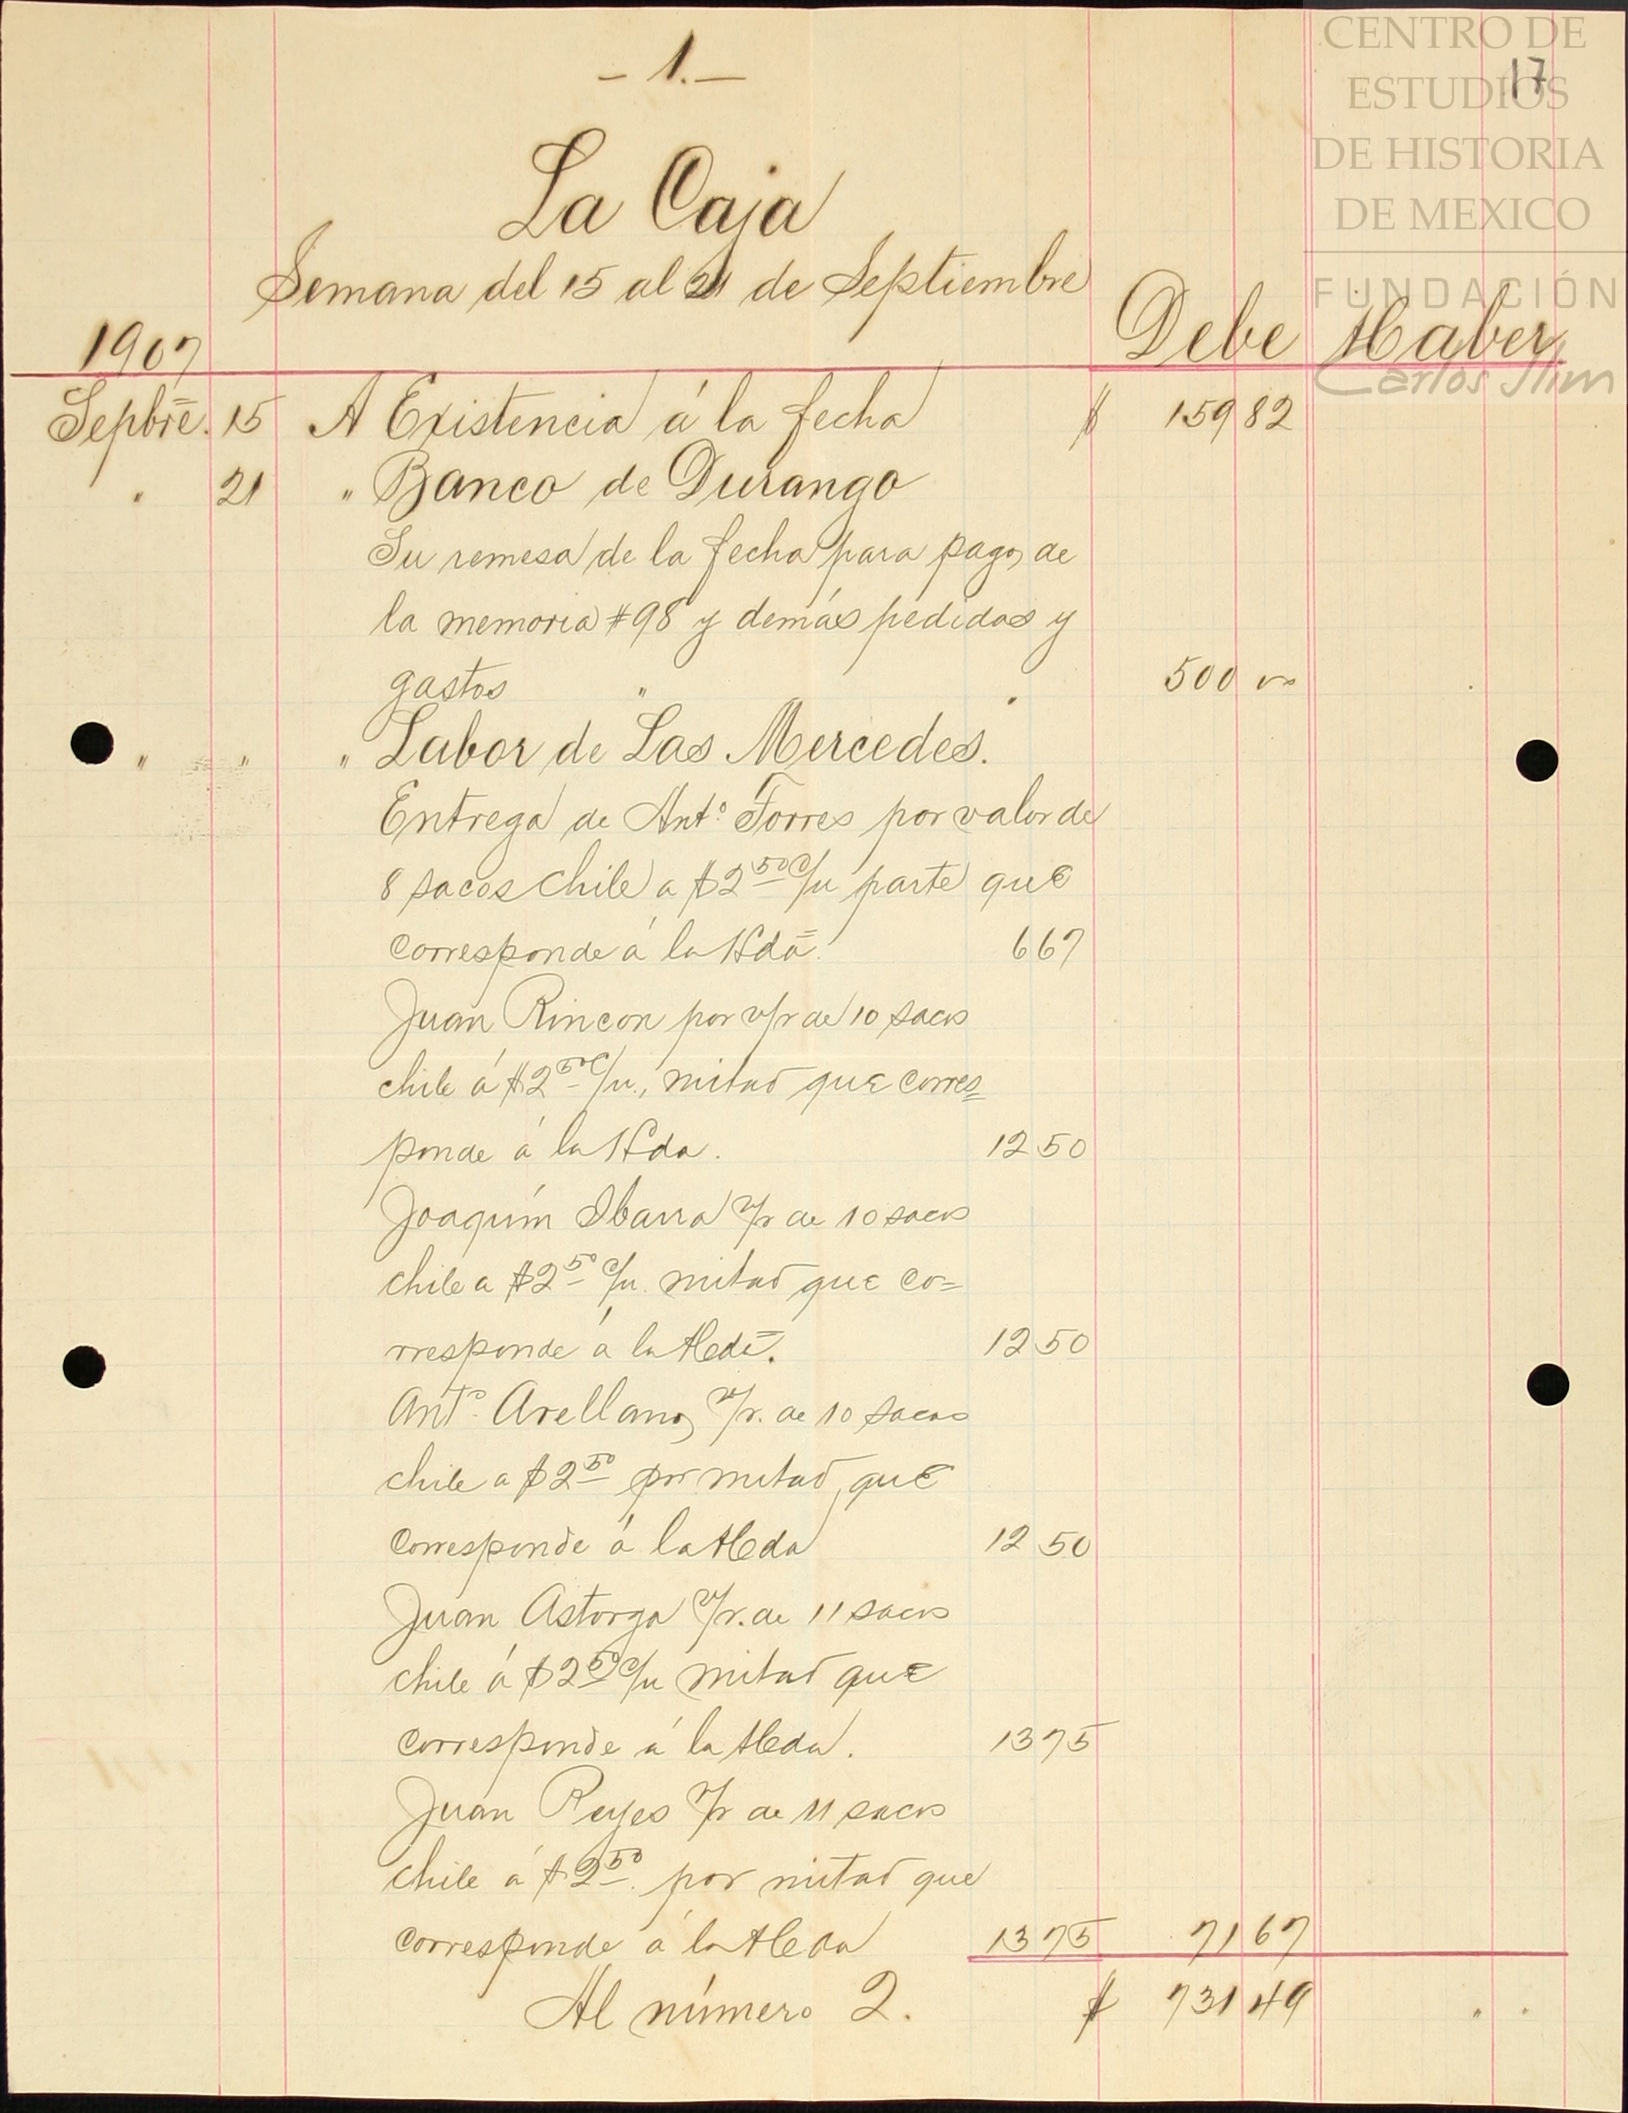 - 1. -
17
CENTRO DE
ESTUDIOS
DE HISTORIA
DE MEXICO
FUNDACIÓN
Carlos Slim
La Caja
Semana del 15 al 21 de Septiembre
1907 Debe Haber
Sepbre. 15 A Existencia á la fecha $ 159 82
" 21 " Banco de Durango
Su remesa de la fecha para pago de
la memoria #98 y demás pedidos y
gastos " " 500 00
" " " Labor de Las Mercedes.
Entrega de Anto. Torres por valor de
8 sacos chile a $2 50 c/u parte que
corresponde á la Hda. 6 67
Juan Rincon por v/r de 10 sacos
chile á $2 50 c/u., mitad que corres=
ponde á la Hda. 12 50
Joaquím Ibarra v/r de 10 sacos
chile a $2 50 c/u. mitad que co=
rresponde á la Hda. 12 50
Anto. Arellano, v/r. de 10 sacos
chile a $2 50 por mitad que
corresponde á la Hda 12 50
Juan Astorga v/r. de 11 sacos
chile á $2 50 c/u mitad que
corresponde á la Hda. 13 75
Juan Reyes v/r de 11 sacos
chile á $2 50. por mitad que
corresponde á la Hda 13 75 71 67
Al número 2. $ 731 49 " "